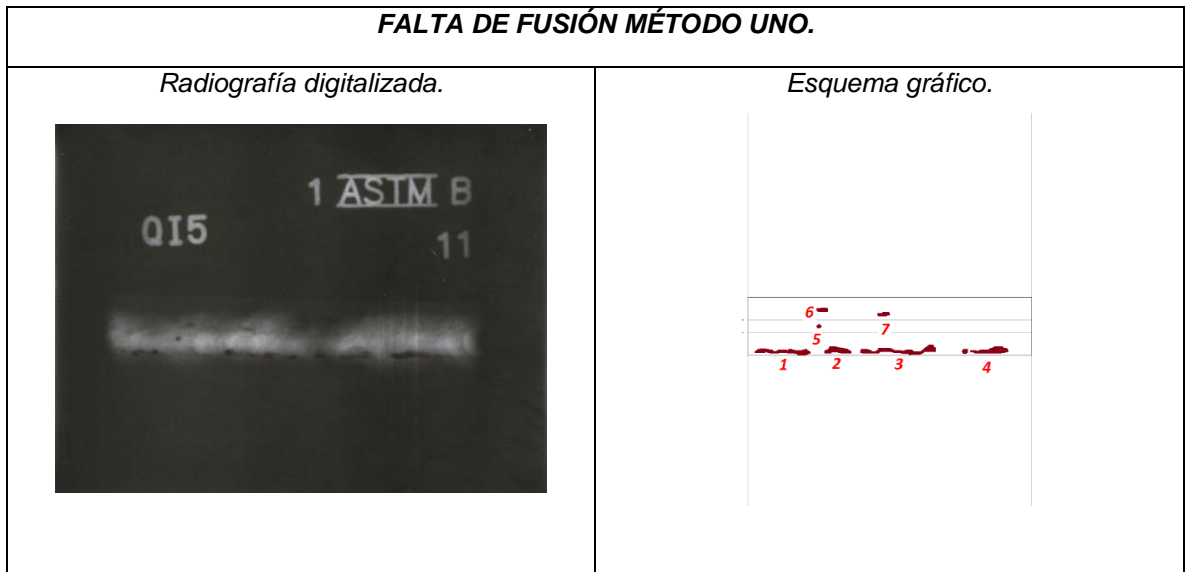 FALTA DE FUSIÓN MÉTODO UNO.
Radiografía digitalizada.
Esquema gráfico.
1 ASTM B
QI5
11
6
5
7
1
2
3
4